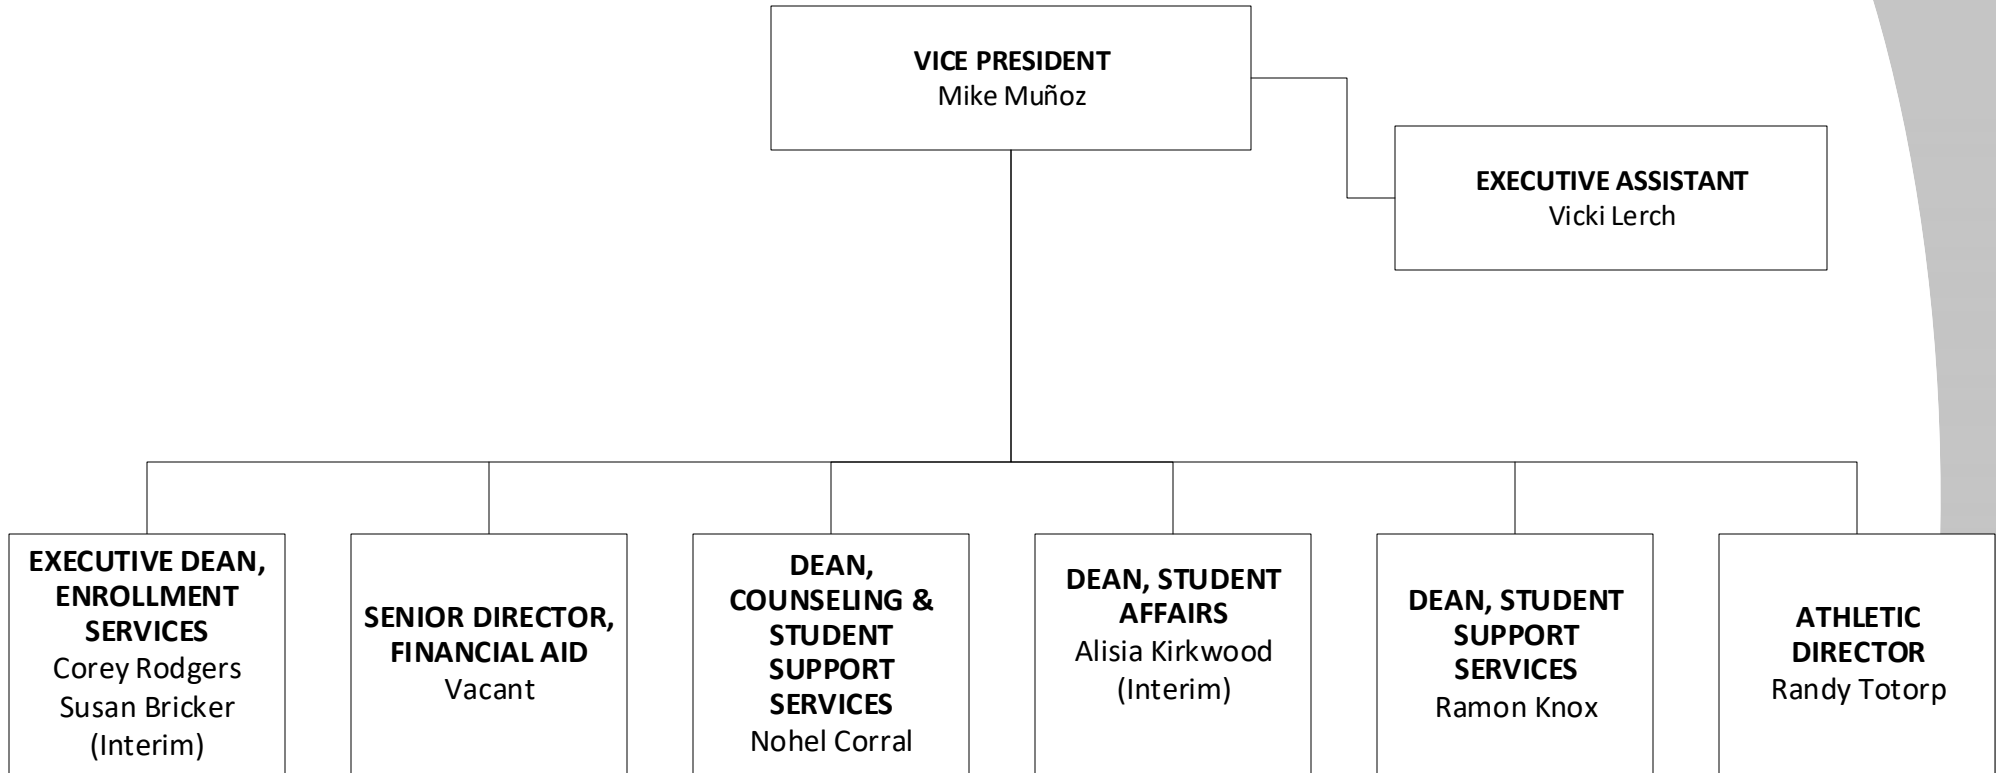 VICE PRESIDENT
Mike Muñoz
EXECUTIVE ASSISTANT
Vicki Lerch
EXECUTIVE DEAN,
ENROLLMENT
SERVICES
Corey Rodgers
Susan Bricker
(Interim)
SENIOR DIRECTOR,
FINANCIAL AID
Vacant
DEAN,
COUNSELING &
STUDENT
SUPPORT
SERVICES
Nohel Corral
DEAN, STUDENT
AFFAIRS
Alisia Kirkwood
(Interim)
DEAN, STUDENT
SUPPORT
SERVICES
Ramon Knox
ATHLETIC
DIRECTOR
Randy Totorp